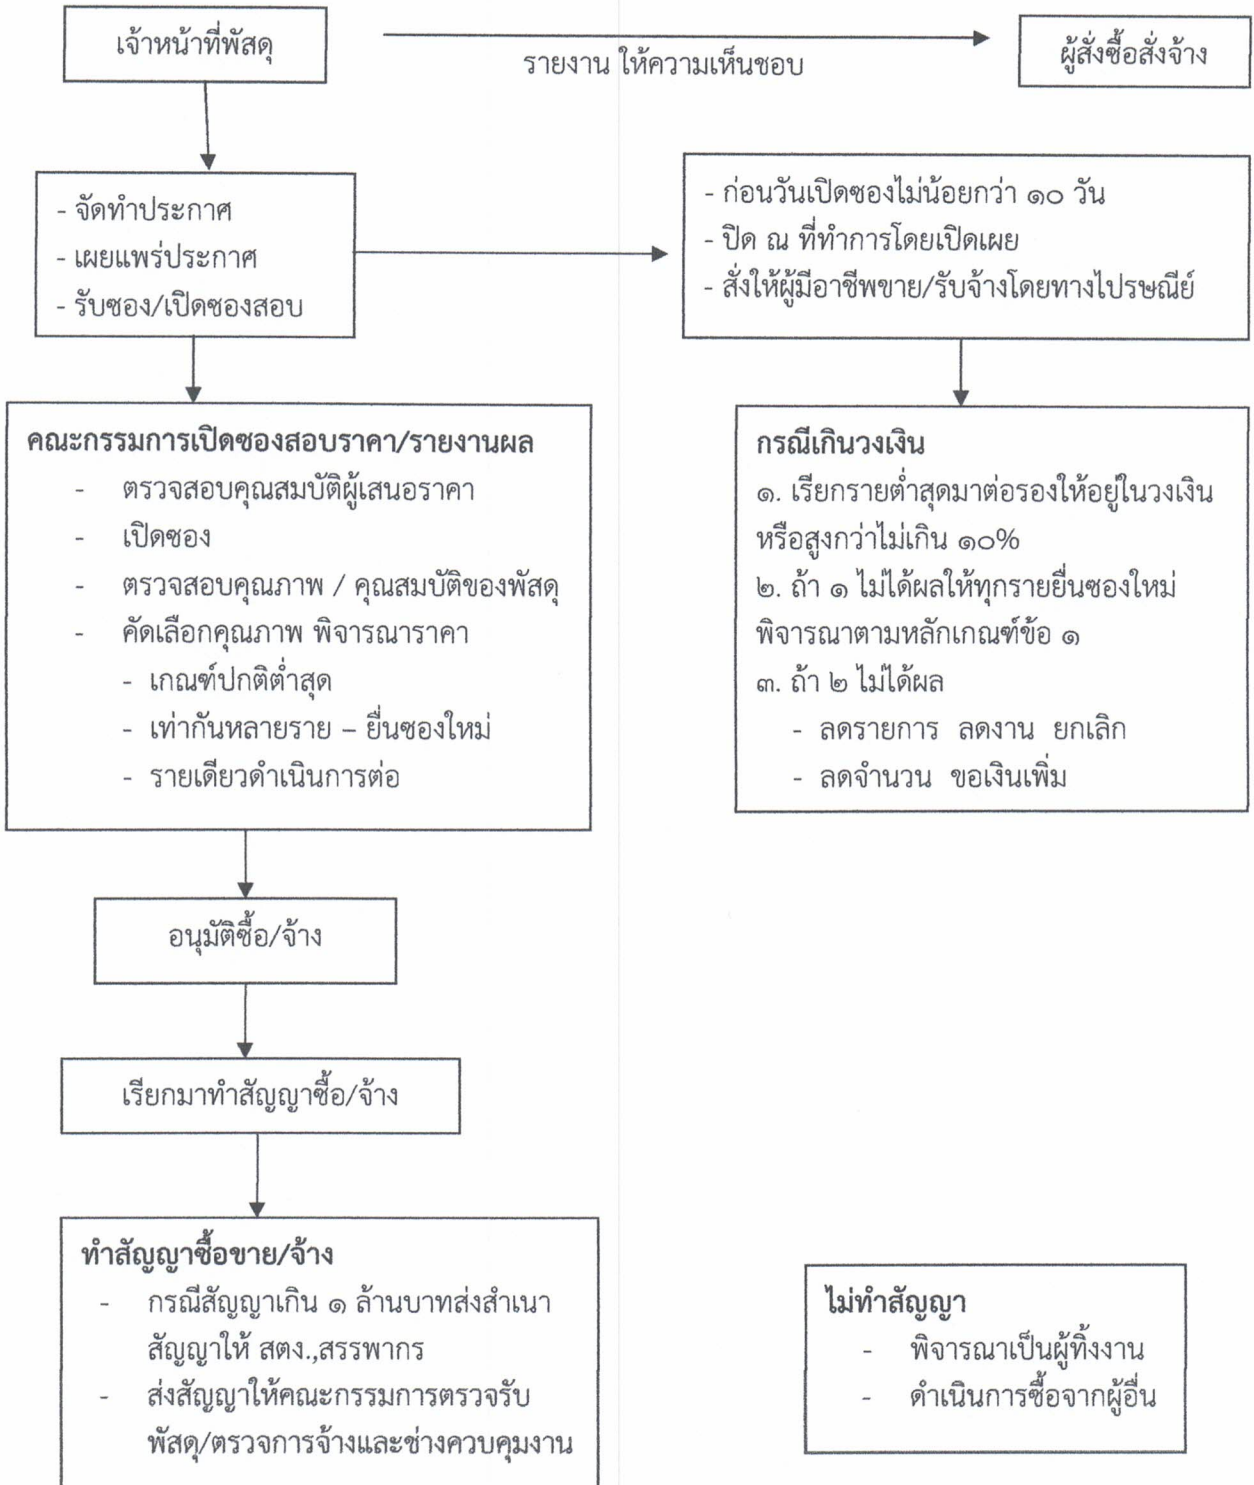 เจ้าหน้าที่พัสดุ
รายงาน ให้ความเห็นชอบ
ผู้สั่งซื้อสั่งจ้าง
- จัดทำประกาศ
- เผยแพร่ประกาศ
- รับซอง/เปิดซองสอบ
- ก่อนวันเปิดซองไม่น้อยกว่า ๑๐ วัน
- ปิด ณ ที่ทำการโดยเปิดเผย
- สั่งให้ผู้มีอาชีพขาย/รับจ้างโดยทางไปรษณีย์
คณะกรรมการเปิดซองสอบราคา/รายงานผล
- ตรวจสอบคุณสมบัติผู้เสนอราคา
- เปิดซอง
- ตรวจสอบคุณภาพ / คุณสมบัติของพัสดุ
- คัดเลือกคุณภาพ พิจารณาราคา
- เกณฑ์ปกติต่ำสุด
- เท่ากันหลายราย – ยื่นซองใหม่
- รายเดียวดำเนินการต่อ
กรณีเกินวงเงิน
๑. เรียกรายต่ำสุดมาต่อรองให้อยู่ในวงเงิน
หรือสูงกว่าไม่เกิน ๑๐%
๒. ถ้า ๑ ไม่ได้ผลให้ทุกรายยื่นซองใหม่
พิจารณาตามหลักเกณฑ์ข้อ ๑
๓. ถ้า ๒ ไม่ได้ผล
- ลดรายการ ลดงาน ยกเลิก
- ลดจำนวน ขอเงินเพิ่ม
อนุมัติซื้อ/จ้าง
เรียกมาทำสัญญาซื้อ/จ้าง
ทำสัญญาซื้อขาย/จ้าง
- กรณีสัญญาเกิน ๑ ล้านบาทส่งสำเนา
สัญญาให้ สตง.,สรรพากร
- ส่งสัญญาให้คณะกรรมการตรวจรับ
พัสดุ/ตรวจการจ้างและช่างควบคุมงาน
ไม่ทำสัญญา
- พิจารณาเป็นผู้ทิ้งงาน
- ดำเนินการซื้อจากผู้อื่น